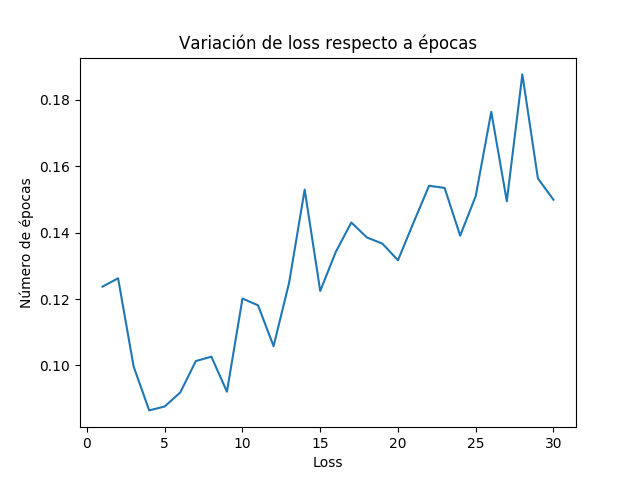 Variación de loss respecto a épocas
Número de épocas
0.18
0.16
0.14
0.12
0.10
0 5 10 15 20 25 30
Loss